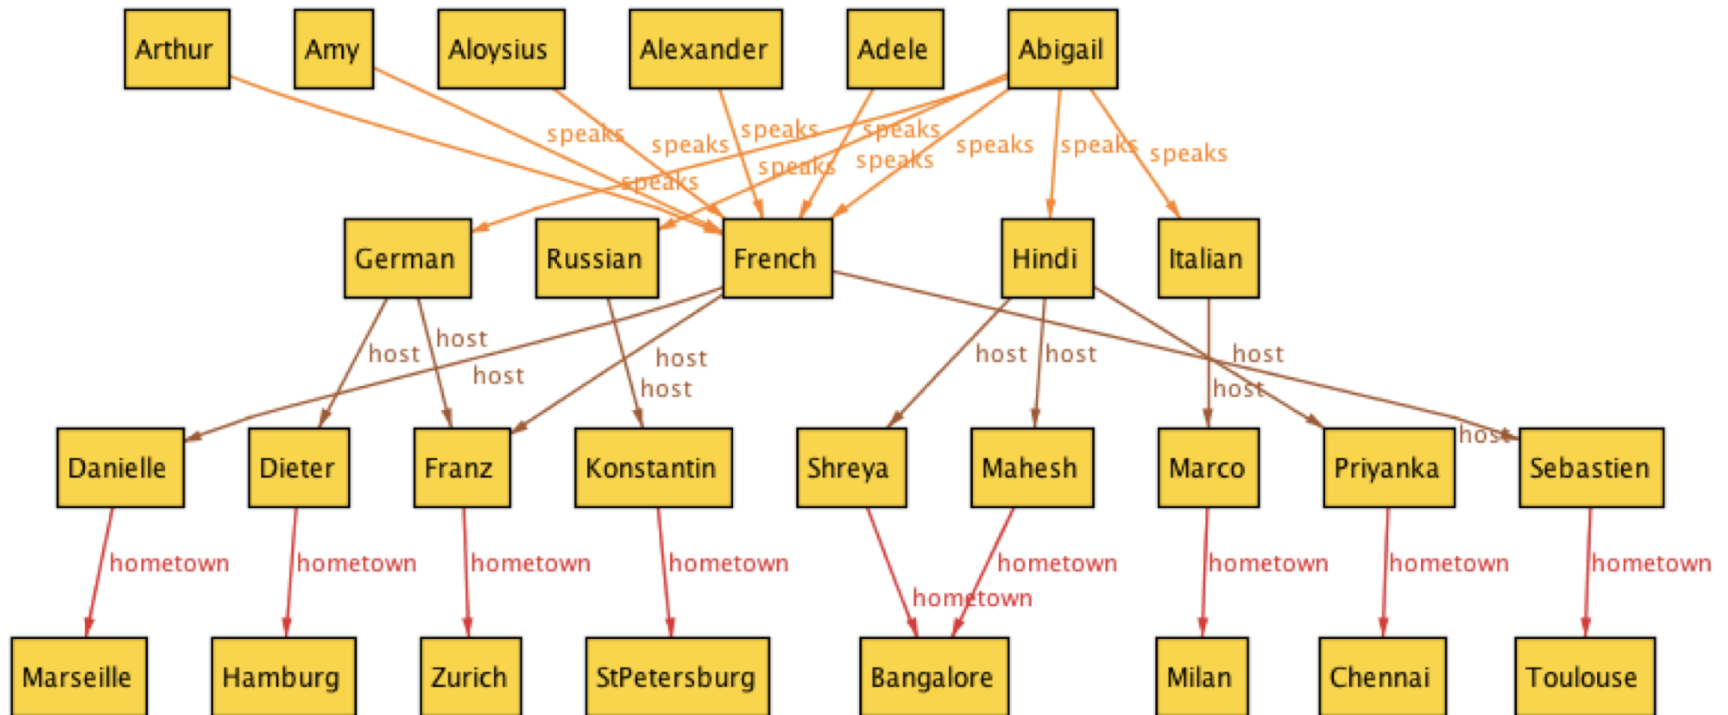 Arthur
Amy
Aloysius
Alexander
Adele
Abigail
speaks
speaks
speaks
speaks
speaks
speaks
speaks
speaks
speaks
speaks
German
Russian
French
Hindi
Italian
host
host
host
host
host
host
host
host
host
host
Danielle
Dieter
Franz
Konstantin
Shreya
Mahesh
Marco
Priyanka
Sebastien
hometown
hometown
hometown
hometown
hometown
hometown
hometown
hometown
hometown
Marseille
Hamburg
Zurich
StPetersburg
Bangalore
Milan
Chennai
Toulouse